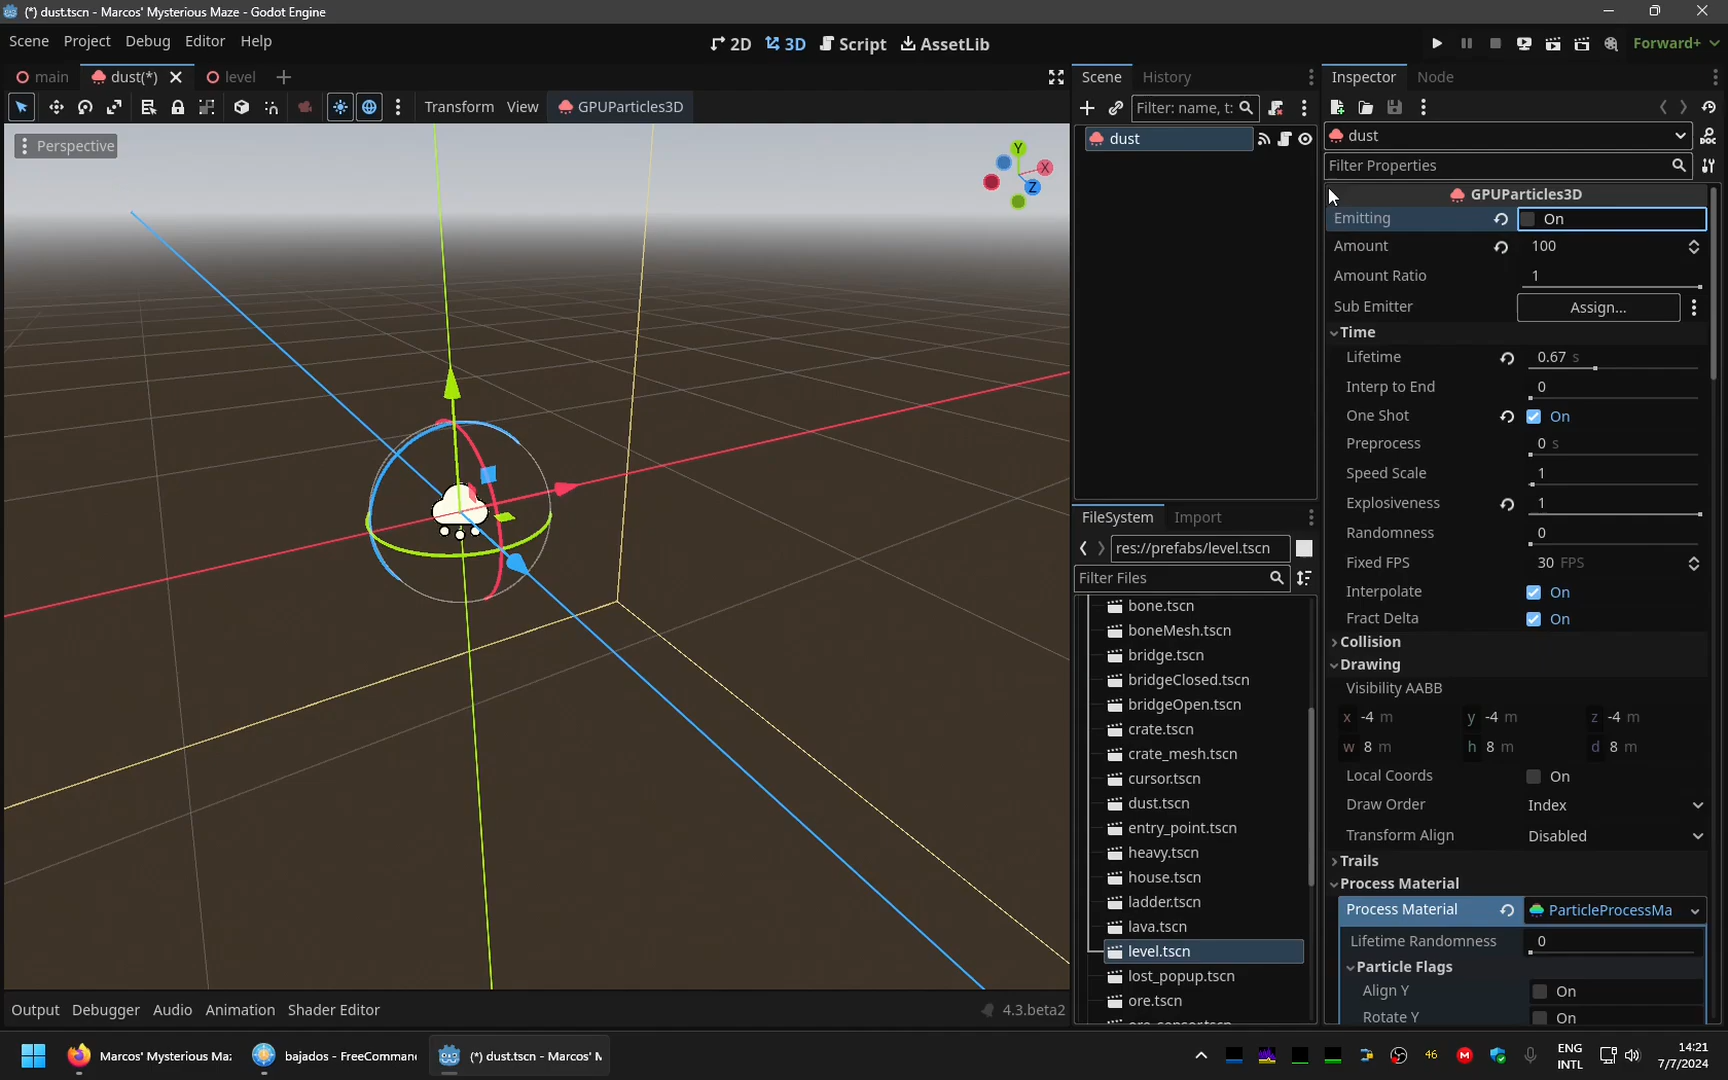 (*) dust.tscn - Marcos' Mysterious Maze - Godot Engine
Scene Project Debug Editor Help
2D 3D Script AssetLib
Forward+
main dust(*) level
Transform View GPUParticles3D
Perspective
Y
X
Z
Scene History
Filter: name, t:
dust
FileSystem Import
res://prefabs/level.tscn
Filter Files
bone.tscn
boneMesh.tscn
bridge.tscn
bridgeClosed.tscn
bridgeOpen.tscn
crate.tscn
crate_mesh.tscn
cursor.tscn
dust.tscn
entry_point.tscn
heavy.tscn
house.tscn
ladder.tscn
lava.tscn
level.tscn
lost_popup.tscn
ore.tscn
Inspector Node
dust
Filter Properties
GPUParticles3D
Emitting On
Amount 100
Amount Ratio 1
Sub Emitter Assign...
Time
Lifetime 0.67 s
Interp to End 0
One Shot On
Preprocess 0 s
Speed Scale 1
Explosiveness 1
Randomness 0
Fixed FPS 30 FPS
Interpolate On
Fract Delta On
Collision
Drawing
Visibility AABB
x -4 m y -4 m z -4 m
w 8 m h 8 m d 8 m
Local Coords On
Draw Order Index
Transform Align Disabled
Trails
Process Material
Process Material ParticleProcessMa
Lifetime Randomness 0
Particle Flags
Align Y On
Rotate Y On
Output Debugger Audio Animation Shader Editor
4.3.beta2
Marcos' Mysterious Ma:
bajados - FreeComman
(*) dust.tscn - Marcos' M
46
M
ENG
INTL
14:21
7/7/2024